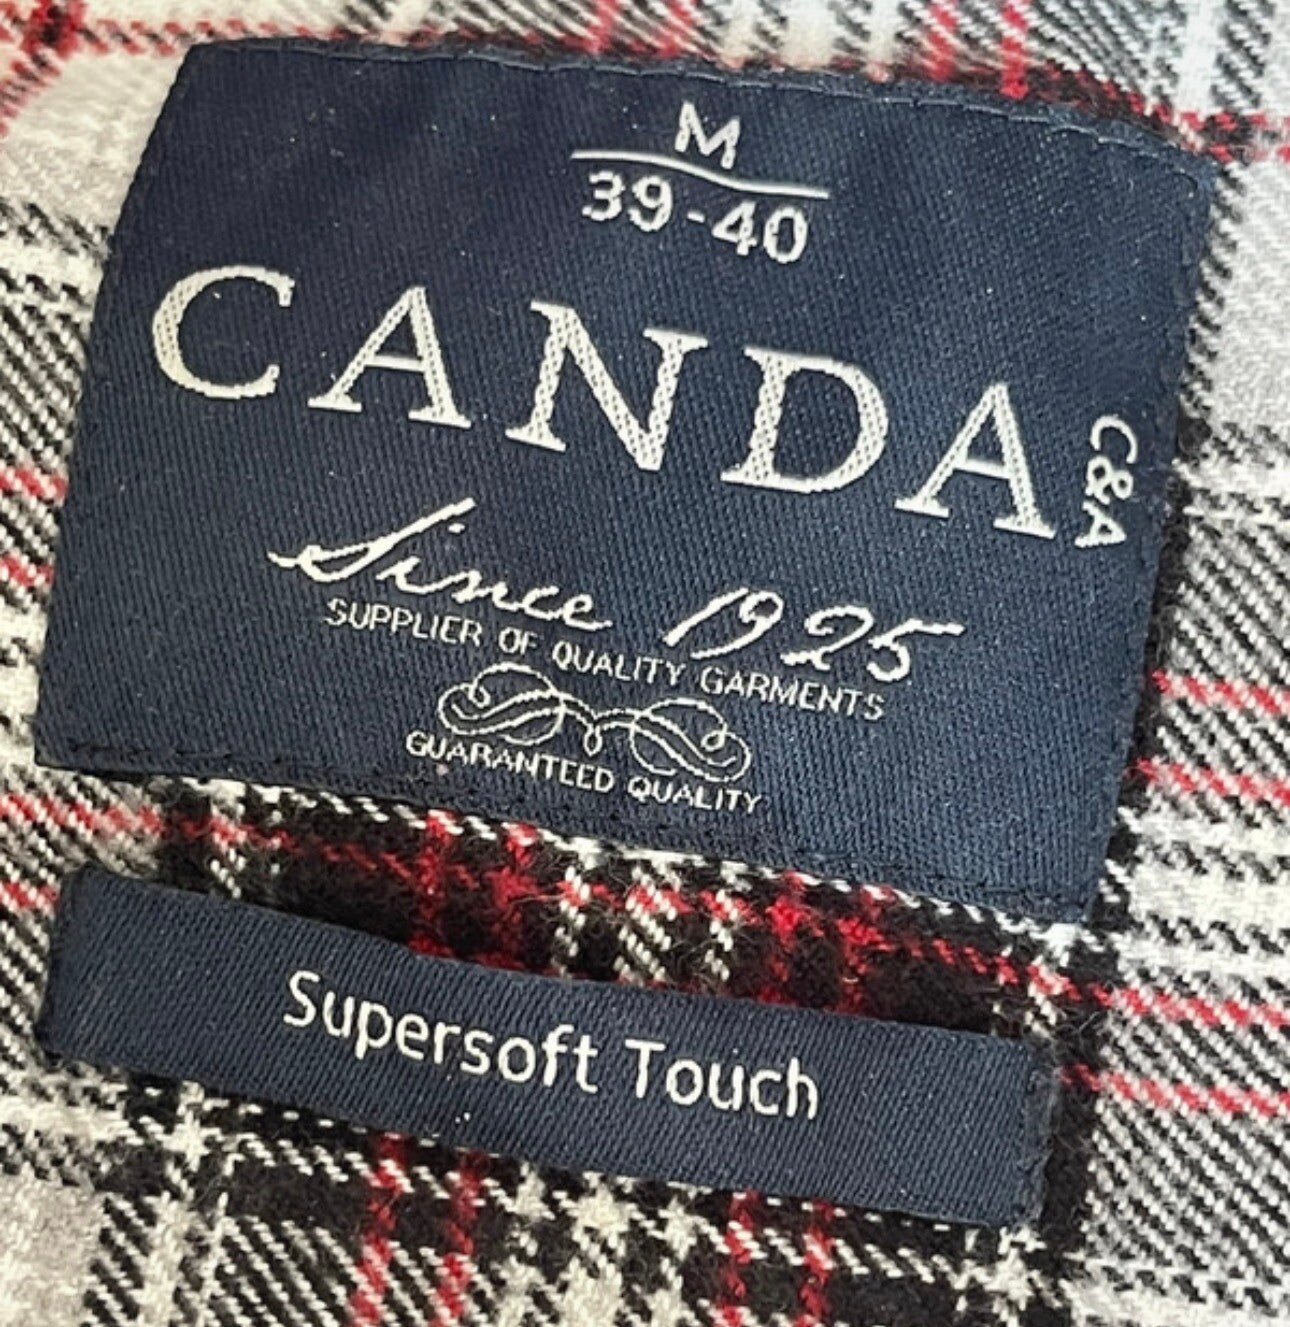 M
39-40
CANDA
C&A
Since 1925
SUPPLIER OF QUALITY GARMENTS
GUARANTEED QUALITY
Supersoft Touch